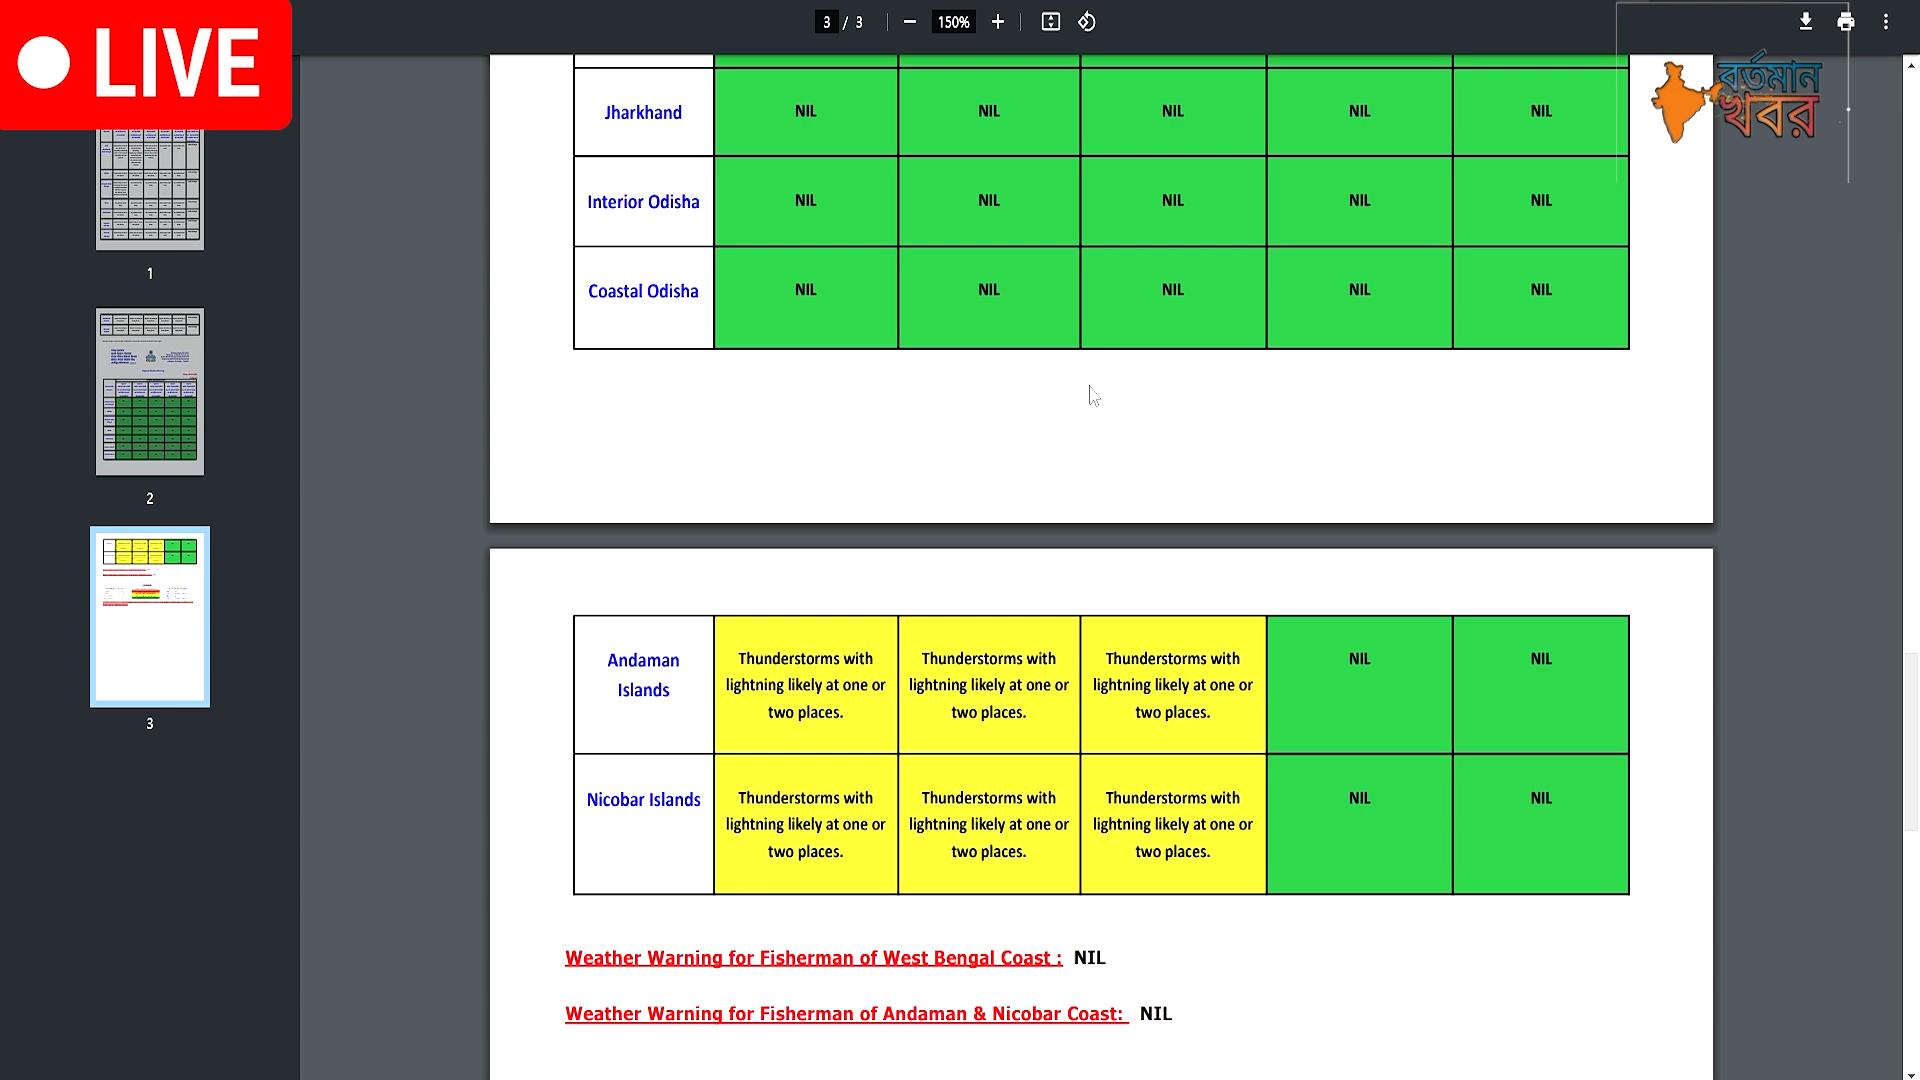 LIVE
3 / 3
150%
বর্তমান
খবর
Jharkhand NIL NIL NIL NIL NIL
Interior Odisha NIL NIL NIL NIL NIL
Coastal Odisha NIL NIL NIL NIL NIL
1
2
3
Andaman
Islands
Thunderstorms with
lightning likely at one or
two places.
Thunderstorms with
lightning likely at one or
two places.
Thunderstorms with
lightning likely at one or
two places.
NIL
NIL
Nicobar Islands
Thunderstorms with
lightning likely at one or
two places.
Thunderstorms with
lightning likely at one or
two places.
Thunderstorms with
lightning likely at one or
two places.
NIL
NIL
Weather Warning for Fisherman of West Bengal Coast : NIL
Weather Warning for Fisherman of Andaman & Nicobar Coast: NIL